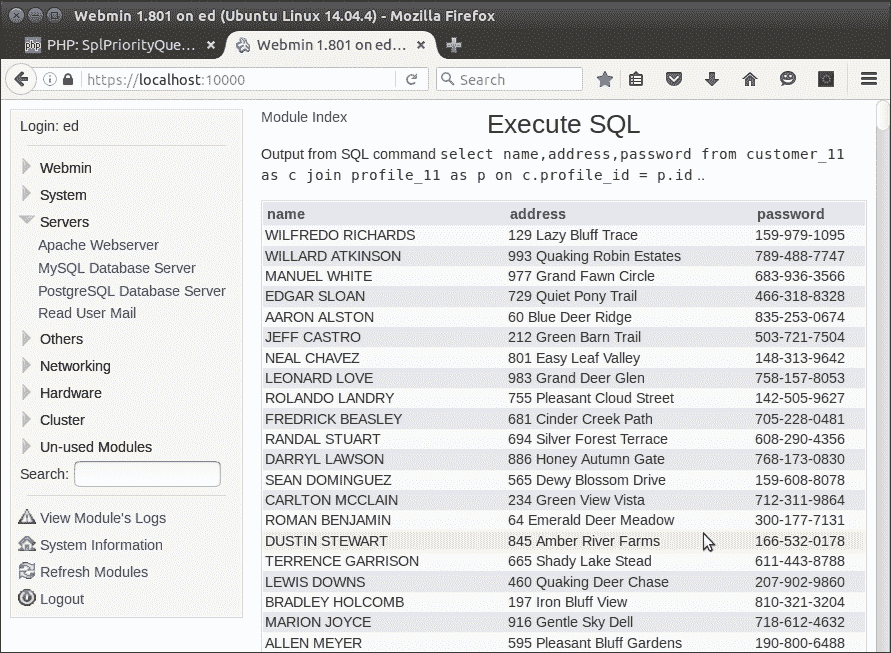 Webmin 1.801 on ed (Ubuntu Linux 14.04.4) - Mozilla Firefox
php PHP: SplPriorityQue... × Webmin 1.801 on ed... ×
https://localhost:10000 Search
Login: ed
Webmin
System
Servers
Apache Webserver
MySQL Database Server
PostgreSQL Database Server
Read User Mail
Others
Networking
Hardware
Cluster
Un-used Modules
Search:
View Module's Logs
System Information
Refresh Modules
Logout
Module Index
Execute SQL
Output from SQL command select name,address,password from customer_11
as c join profile_11 as p on c.profile_id = p.id ..
name address password
WILFREDO RICHARDS 129 Lazy Bluff Trace 159-979-1095
WILLARD ATKINSON 993 Quaking Robin Estates 789-488-7747
MANUEL WHITE 977 Grand Fawn Circle 683-936-3566
EDGAR SLOAN 729 Quiet Pony Trail 466-318-8328
AARON ALSTON 60 Blue Deer Ridge 835-253-0674
JEFF CASTRO 212 Green Barn Trail 503-721-7504
NEAL CHAVEZ 801 Easy Leaf Valley 148-313-9642
LEONARD LOVE 983 Grand Deer Glen 758-157-8053
ROLANDO LANDRY 755 Pleasant Cloud Street 142-505-9627
FREDRICK BEASLEY 681 Cinder Creek Path 705-228-0481
RANDAL STUART 694 Silver Forest Terrace 608-290-4356
DARRYL LAWSON 886 Honey Autumn Gate 768-173-0830
SEAN DOMINGUEZ 565 Dewy Blossom Drive 159-608-8078
CARLTON MCCLAIN 234 Green View Vista 712-311-9864
ROMAN BENJAMIN 64 Emerald Deer Meadow 300-177-7131
DUSTIN STEWART 845 Amber River Farms 166-532-0178
TERRENCE GARRISON 665 Shady Lake Stead 611-443-8788
LEWIS DOWNS 460 Quaking Deer Chase 207-902-9860
BRADLEY HOLCOMB 197 Iron Bluff View 810-321-3204
MARION JOYCE 916 Gentle Sky Dell 718-612-4632
ALLEN MEYER 595 Pleasant Bluff Gardens 190-800-6488